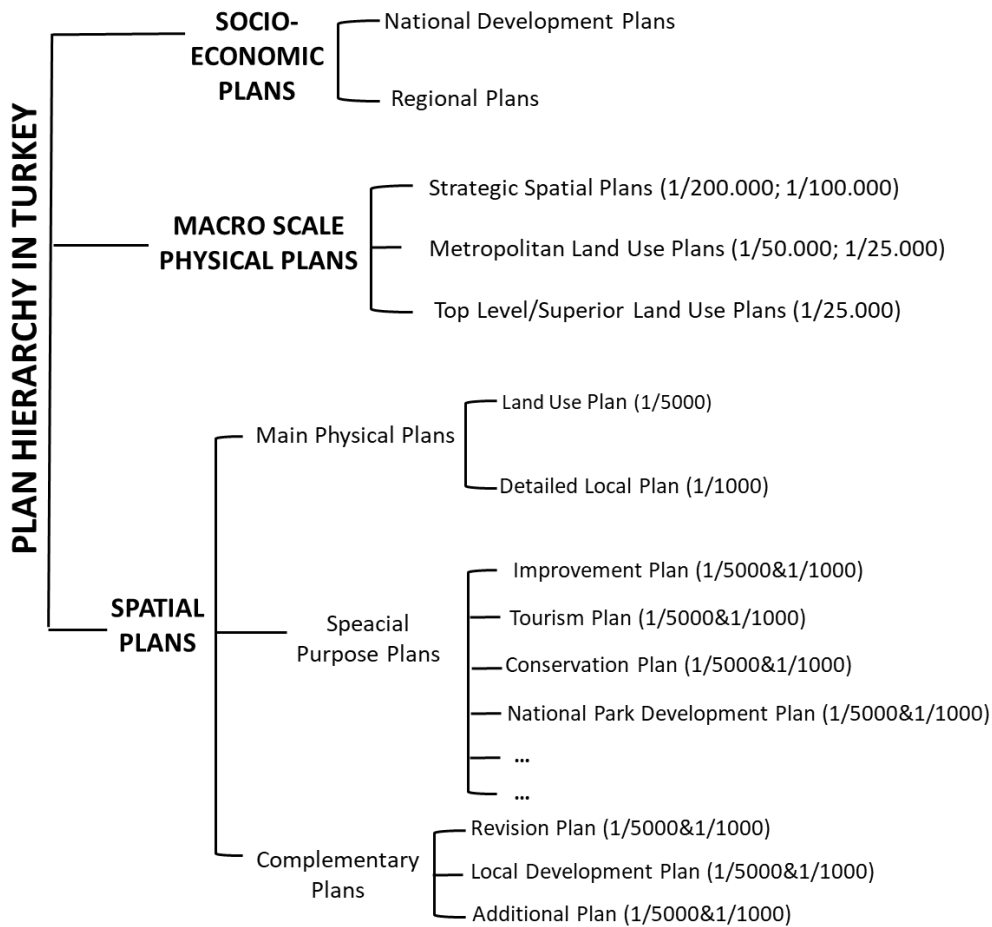 PLAN HIERARCHY IN TURKEY
SOCIO-
ECONOMIC
PLANS
National Development Plans
Regional Plans
MACRO SCALE
PHYSICAL PLANS
Strategic Spatial Plans (1/200.000; 1/100.000)
Metropolitan Land Use Plans (1/50.000; 1/25.000)
Top Level/Superior Land Use Plans (1/25.000)
SPATIAL
PLANS
Main Physical Plans
Land Use Plan (1/5000)
Detailed Local Plan (1/1000)
Speacial
Purpose Plans
Improvement Plan (1/5000&1/1000)
Tourism Plan (1/5000&1/1000)
Conservation Plan (1/5000&1/1000)
National Park Development Plan (1/5000&1/1000)
...
...
Complementary
Plans
Revision Plan (1/5000&1/1000)
Local Development Plan (1/5000&1/1000)
Additional Plan (1/5000&1/1000)